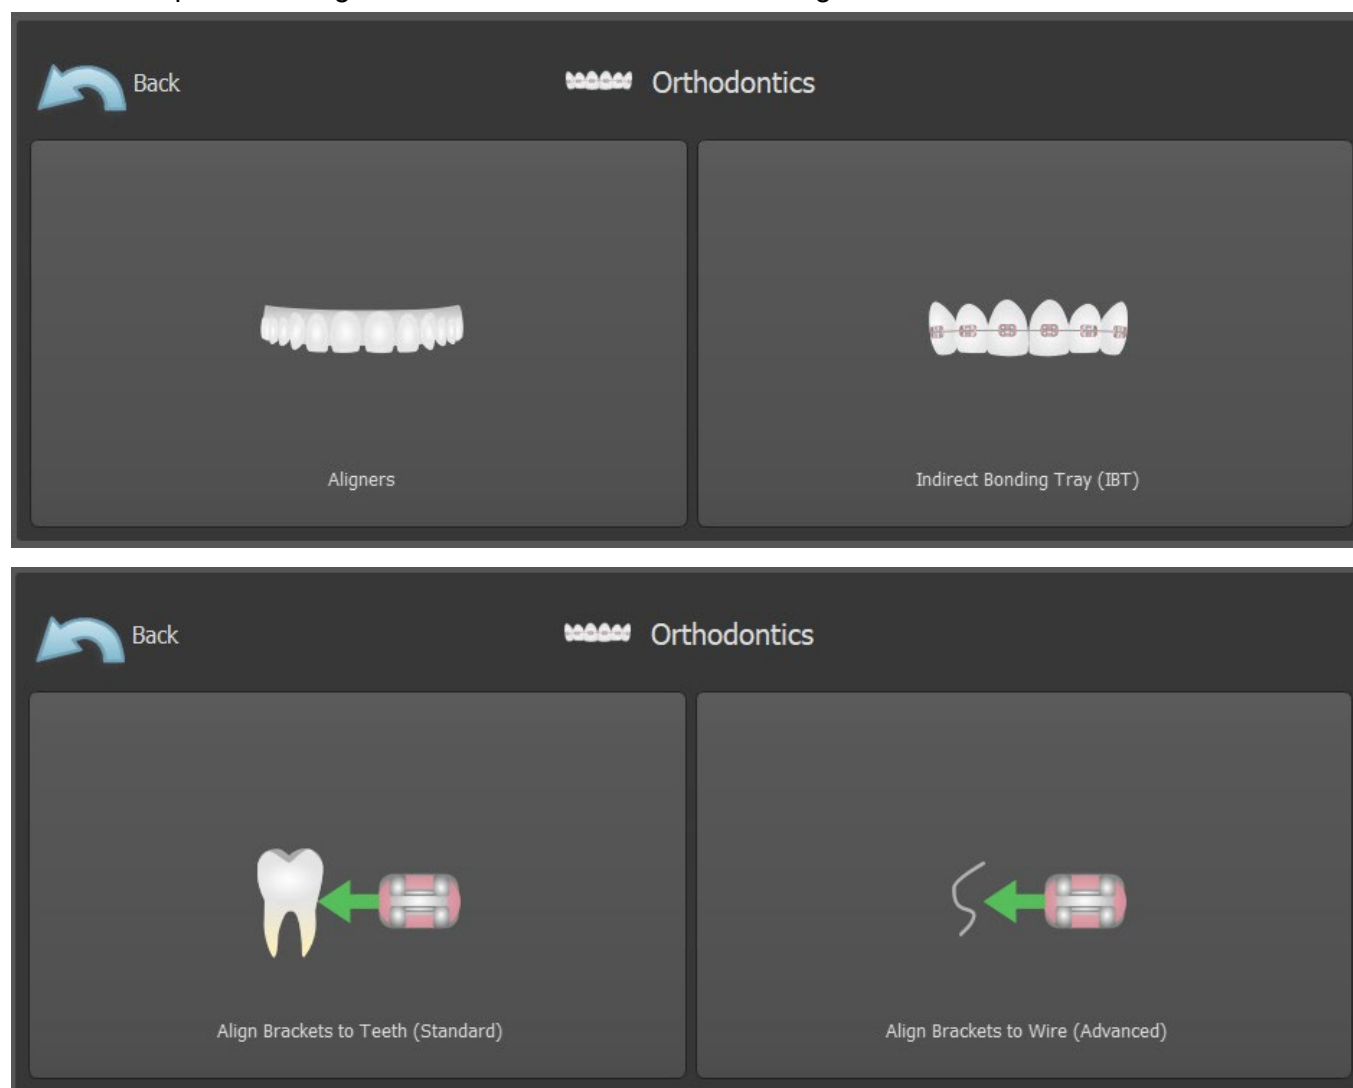 Back
Orthodontics
Aligners
Indirect Bonding Tray (IBT)
Back
Orthodontics
Align Brackets to Teeth (Standard)
Align Brackets to Wire (Advanced)